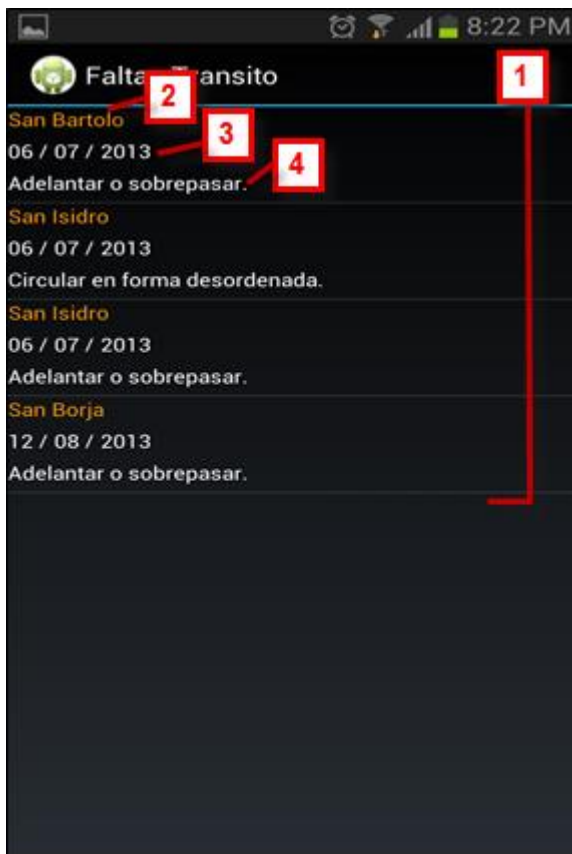 8:22 PM
Falta Transito
1
2
San Bartolo
3
06 / 07 / 2013
4
Adelantar o sobrepasar.
San Isidro
06 / 07 / 2013
Circular en forma desordenada.
San Isidro
06 / 07 / 2013
Adelantar o sobrepasar.
San Borja
12 / 08 / 2013
Adelantar o sobrepasar.